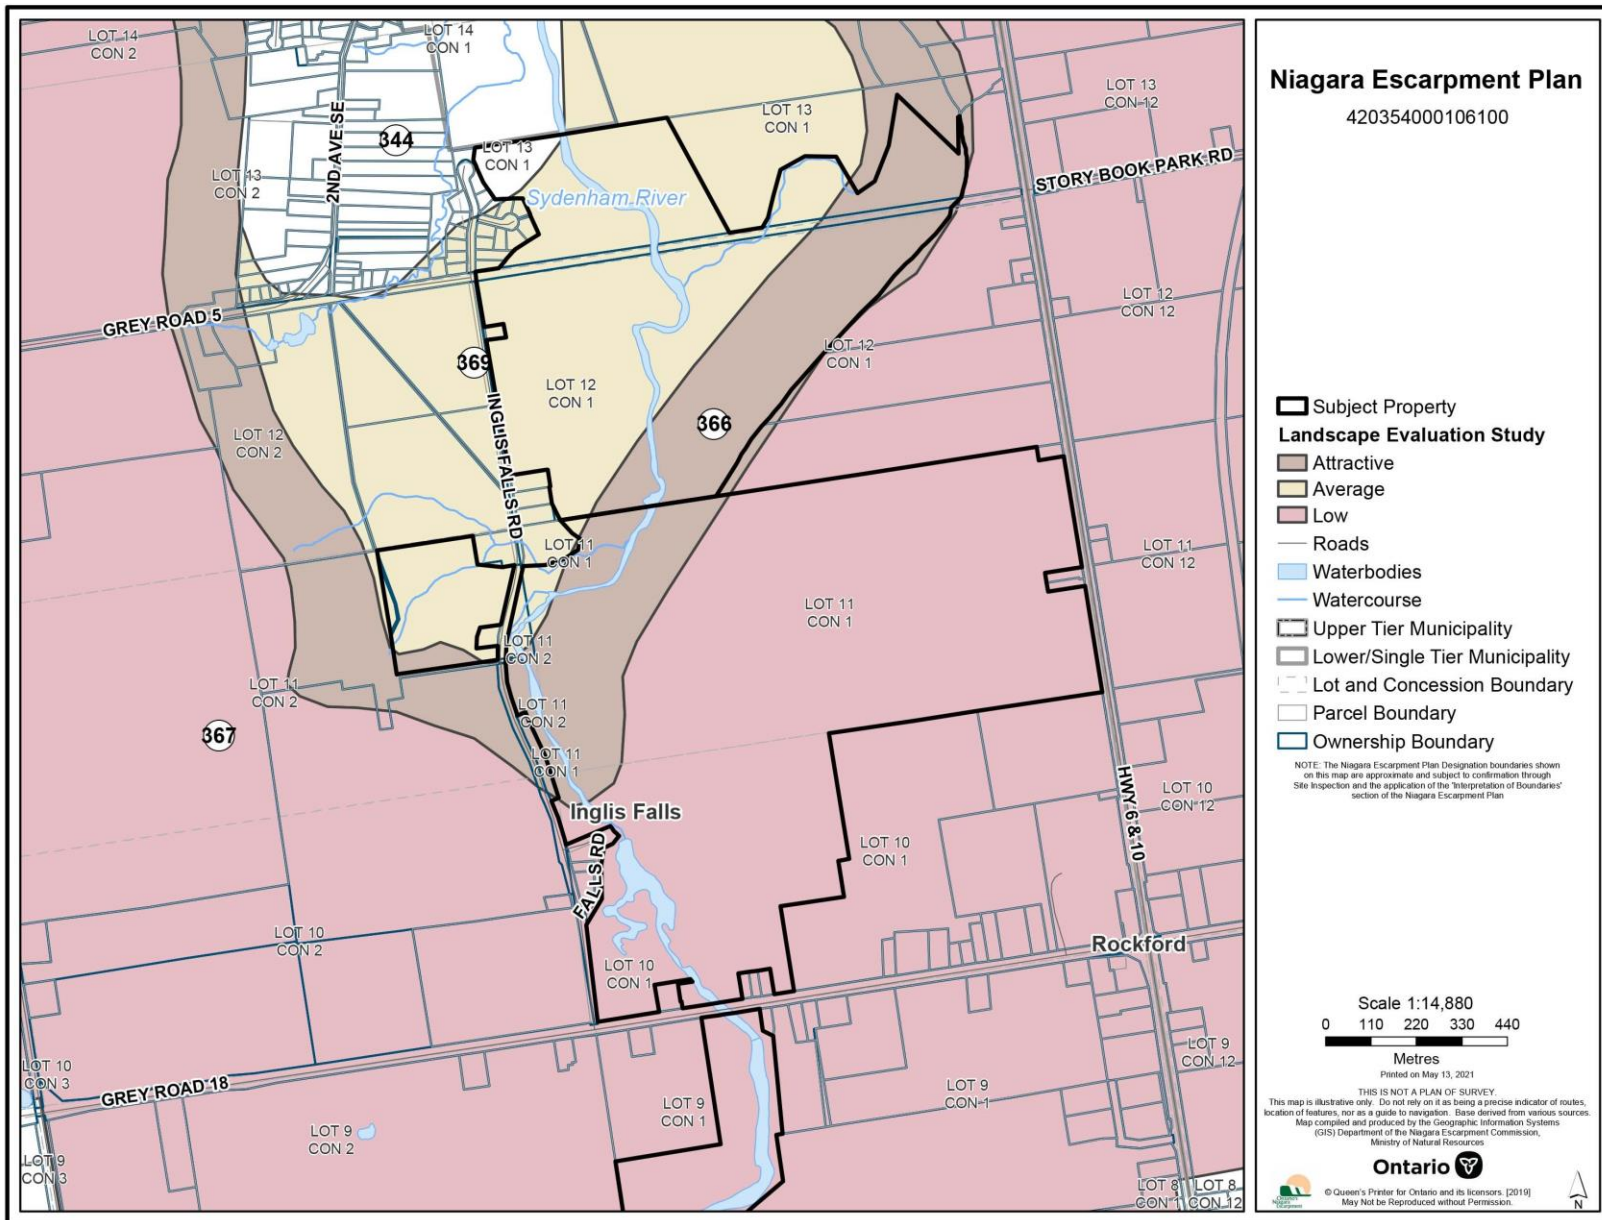 LOT 14
CON 2
LOT 14
CON 1
LOT 13
CON 12
LOT 13
CON 1
2ND AVE SE
344
LOT 13
CON 1
LOT 13
CON 2
STORY BOOK PARK RD
Sydenham River
LOT 12
CON 12
GREY ROAD 5
369
LOT 12
CON 1
LOT 12
CON 1
INGLIS FALLS RD
366
LOT 12
CON 2
LOT 11
CON 1
LOT 11
CON 12
LOT 11
CON 1
LOT 11
CON 2
LOT 11
CON 2
LOT 11
CON 2
367
LOT 11
CON 1
HWY 6 & 10
LOT 10
CON 12
Inglis Falls
FALLS RD
LOT 10
CON 1
LOT 10
CON 2
Rockford
LOT 10
CON 1
LOT 9
CON 12
LOT 10
CON 3
GREY ROAD 18
LOT 9
CON 1
LOT 9
CON 1
LOT 9
CON 2
LOT 9
CON 3
LOT 8
CON 1
LOT 8
CON 12
Niagara Escarpment Plan
420354000106100
Subject Property
Landscape Evaluation Study
Attractive
Average
Low
Roads
Waterbodies
Watercourse
Upper Tier Municipality
Lower/Single Tier Municipality
Lot and Concession Boundary
Parcel Boundary
Ownership Boundary
NOTE: The Niagara Escarpment Plan Designation boundaries shown
on this map are approximate and subject to confirmation through
Site Inspection and the application of the 'Interpretation of Boundaries'
section of the Niagara Escarpment Plan
Scale 1:14,880
0 110 220 330 440
Metres
Printed on May 13, 2021
THIS IS NOT A PLAN OF SURVEY.
This map is illustrative only. Do not rely on it as being a precise indicator of routes,
location of features, nor as a guide to navigation. Base derived from various sources.
Map compiled and produced by the Geographic Information Systems
(GIS) Department of the Niagara Escarpment Commission,
Ministry of Natural Resources
Ontario
© Queen's Printer for Ontario and its licensors. [2019]
May Not be Reproduced without Permission.
N